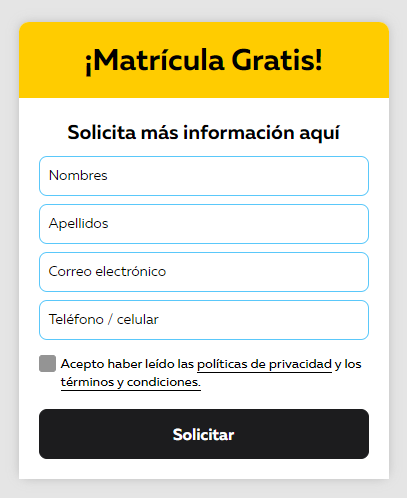 ¡Matrícula Gratis!
Solicita más información aquí
Nombres
Apellidos
Correo electrónico
Teléfono / celular
Acepto haber leído las políticas de privacidad y los
términos y condiciones.
Solicitar